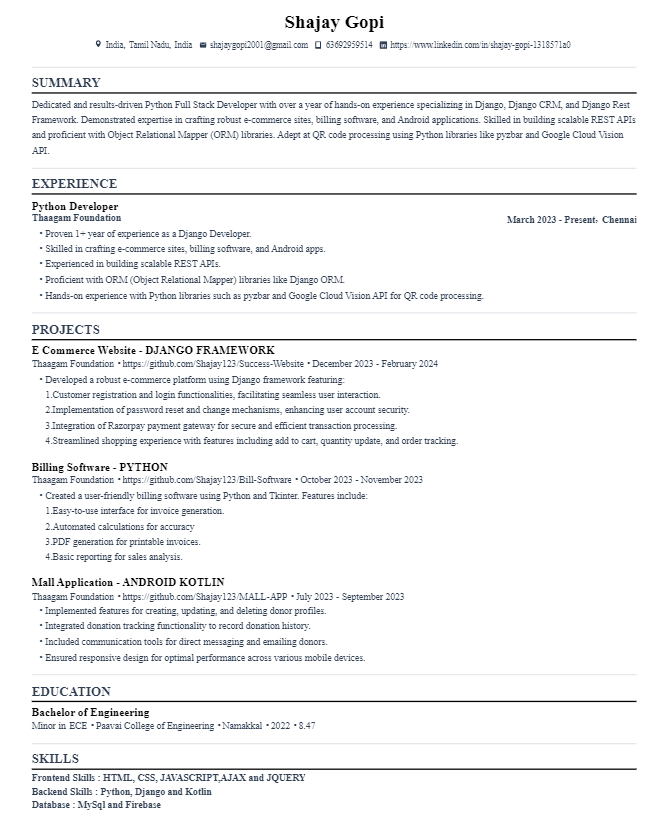 Shajay Gopi
India, Tamil Nadu, India shajaygopi2001@gmail.com 63692959514 https://www.linkedin.com/in/shajay-gopi-1318571a0
SUMMARY
Dedicated and results-driven Python Full Stack Developer with over a year of hands-on experience specializing in Django, Django CRM, and Django Rest
Framework. Demonstrated expertise in crafting robust e-commerce sites, billing software, and Android applications. Skilled in building scalable REST APIs
and proficient with Object Relational Mapper (ORM) libraries. Adept at QR code processing using Python libraries like pyzbar and Google Cloud Vision
API.
EXPERIENCE
Python Developer
Thaagam Foundation March 2023 - Present, Chennai
• Proven 1+ year of experience as a Django Developer.
• Skilled in crafting e-commerce sites, billing software, and Android apps.
• Experienced in building scalable REST APIs.
• Proficient with ORM (Object Relational Mapper) libraries like Django ORM.
• Hands-on experience with Python libraries such as pyzbar and Google Cloud Vision API for QR code processing.
PROJECTS
E Commerce Website - DJANGO FRAMEWORK
Thaagam Foundation • https://github.com/Shajay123/Success-Website • December 2023 - February 2024
• Developed a robust e-commerce platform using Django framework featuring:
1.Customer registration and login functionalities, facilitating seamless user interaction.
2.Implementation of password reset and change mechanisms, enhancing user account security.
3.Integration of Razorpay payment gateway for secure and efficient transaction processing.
4.Streamlined shopping experience with features including add to cart, quantity update, and order tracking.
Billing Software - PYTHON
Thaagam Foundation • https://github.com/Shajay123/Bill-Software • October 2023 - November 2023
• Created a user-friendly billing software using Python and Tkinter. Features include:
1.Easy-to-use interface for invoice generation.
2.Automated calculations for accuracy
3.PDF generation for printable invoices.
4.Basic reporting for sales analysis.
Mall Application - ANDROID KOTLIN
Thaagam Foundation • https://github.com/Shajay123/MALL-APP • July 2023 - September 2023
• Implemented features for creating, updating, and deleting donor profiles.
• Integrated donation tracking functionality to record donation history.
• Included communication tools for direct messaging and emailing donors.
• Ensured responsive design for optimal performance across various mobile devices.
EDUCATION
Bachelor of Engineering
Minor in ECE • Paavai College of Engineering • Namakkal • 2022 • 8.47
SKILLS
Frontend Skills : HTML, CSS, JAVASCRIPT,AJAX and JQUERY
Backend Skills : Python, Django and Kotlin
Database : MySql and Firebase